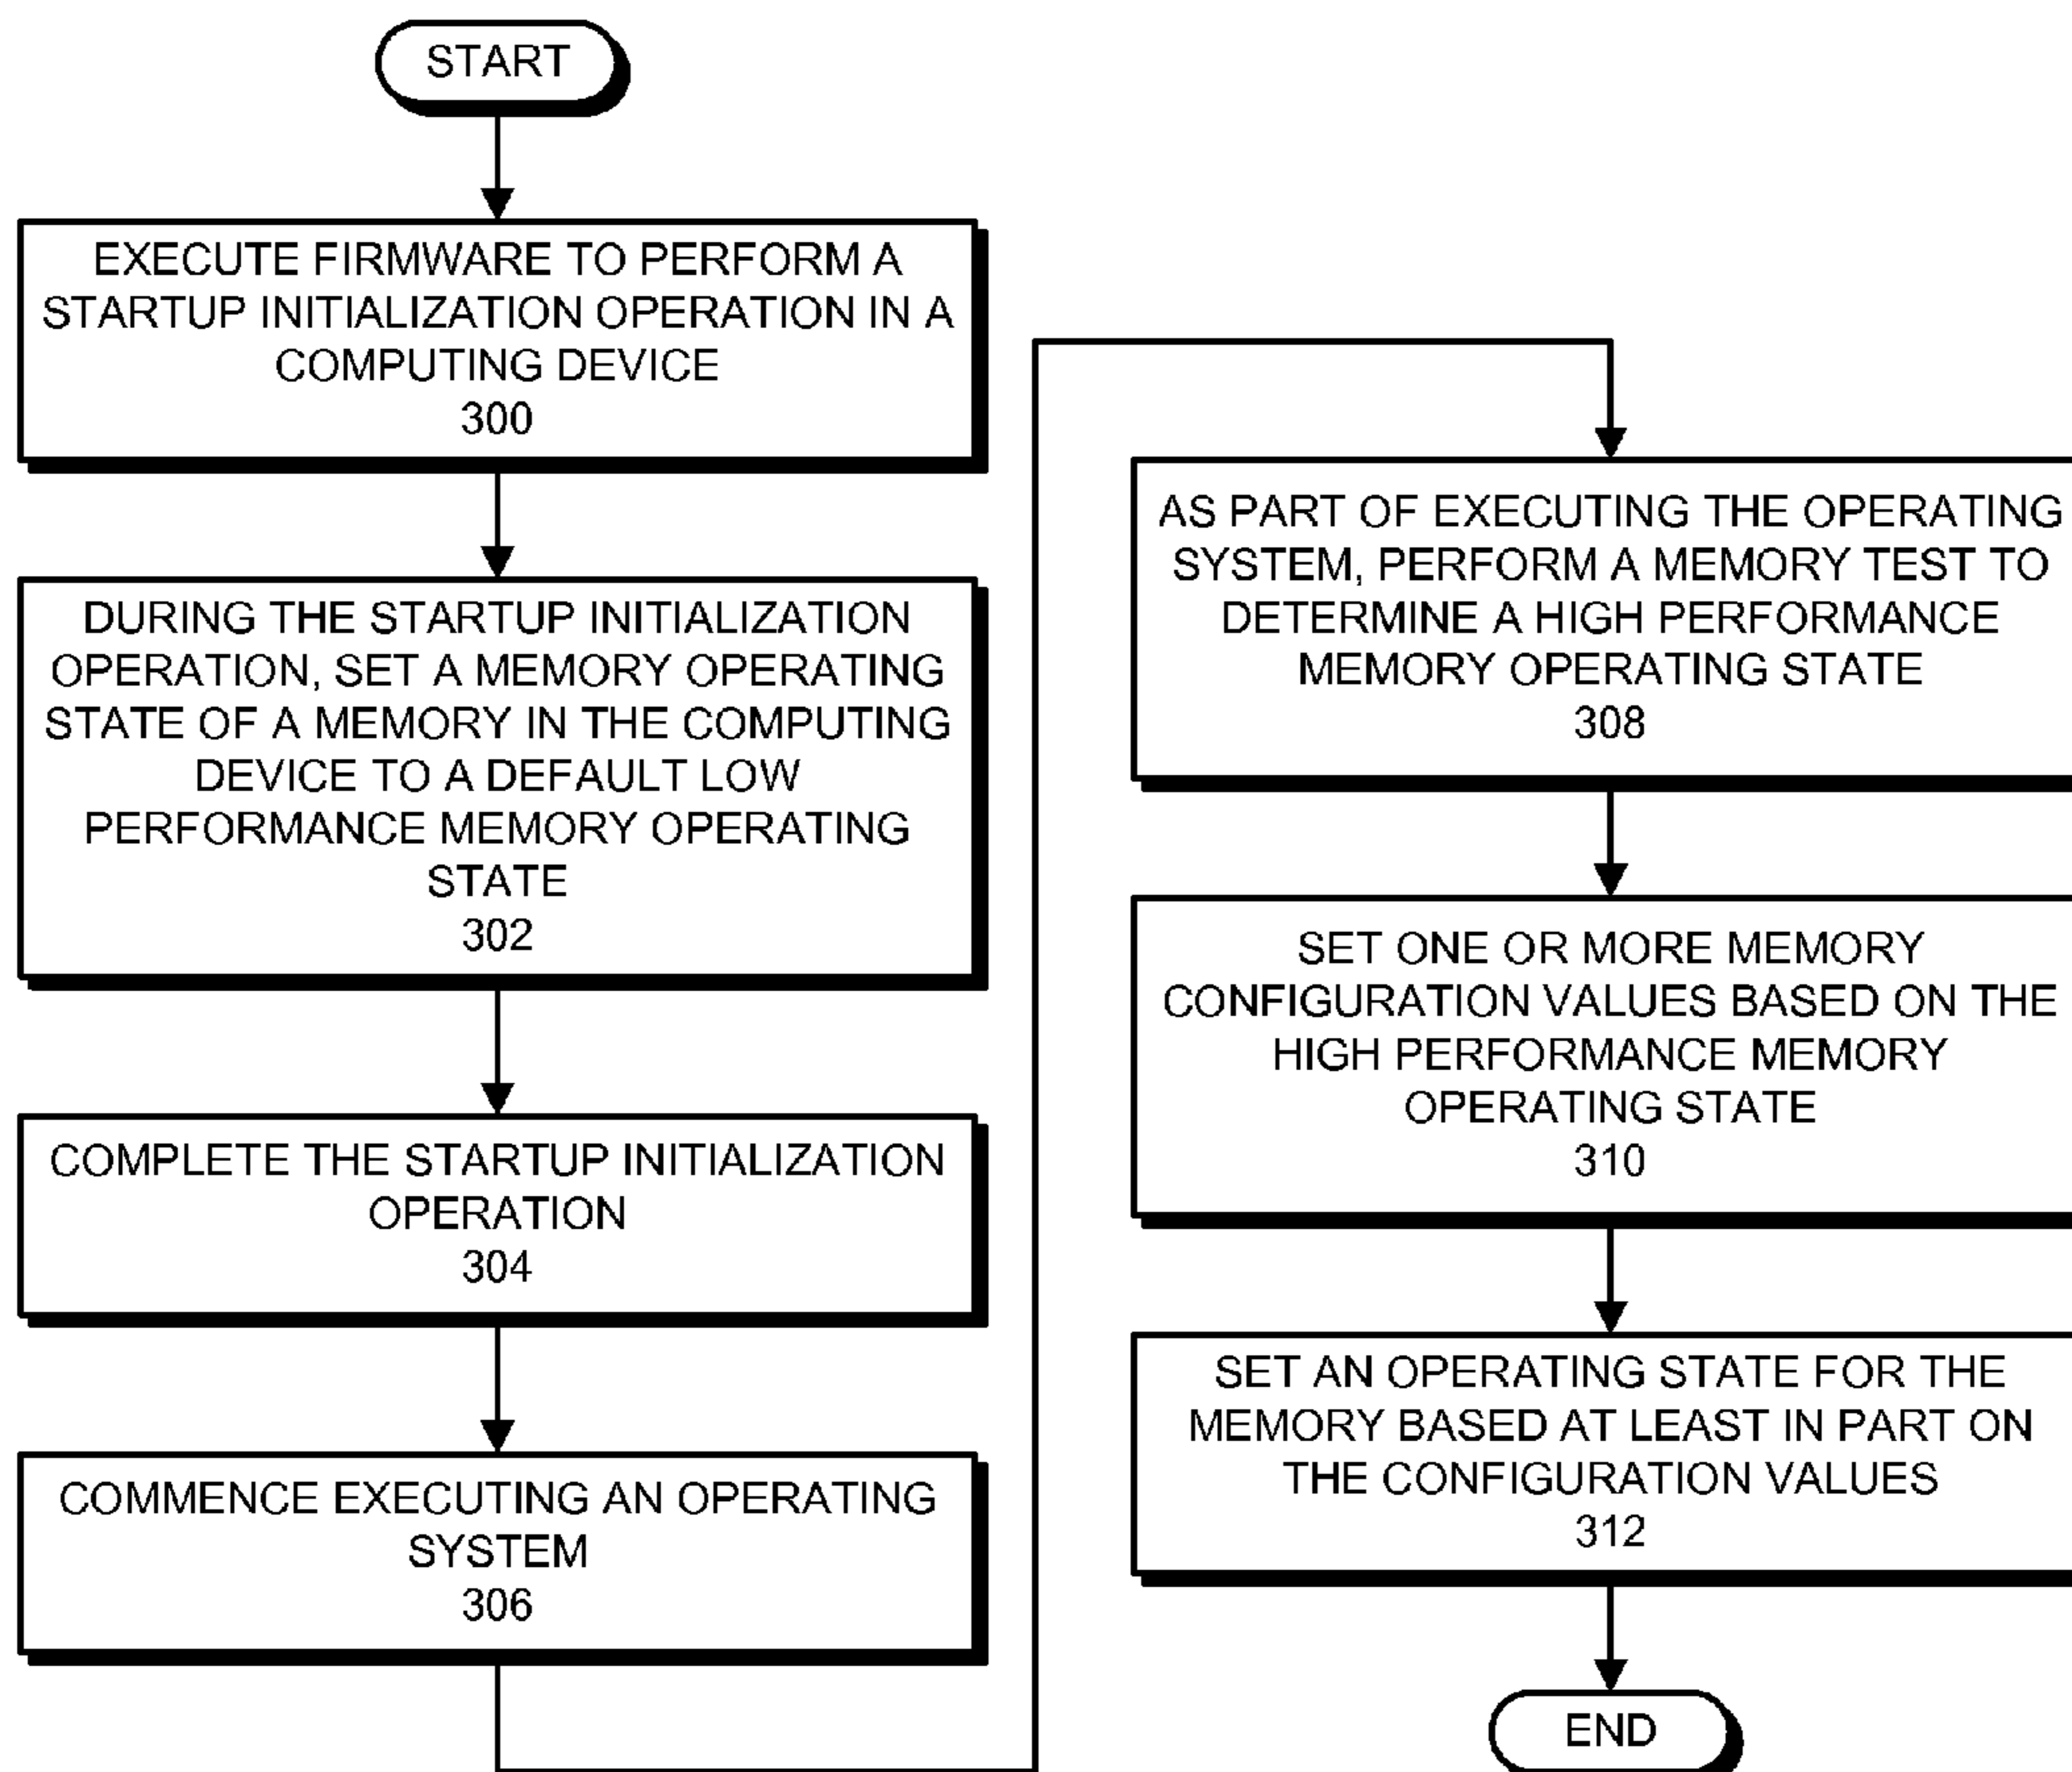 START
EXECUTE FIRMWARE TO PERFORM A
STARTUP INITIALIZATION OPERATION IN A
COMPUTING DEVICE
300
DURING THE STARTUP INITIALIZATION
OPERATION, SET A MEMORY OPERATING
STATE OF A MEMORY IN THE COMPUTING
DEVICE TO A DEFAULT LOW
PERFORMANCE MEMORY OPERATING
STATE
302
COMPLETE THE STARTUP INITIALIZATION
OPERATION
304
COMMENCE EXECUTING AN OPERATING
SYSTEM
306
AS PART OF EXECUTING THE OPERATING
SYSTEM, PERFORM A MEMORY TEST TO
DETERMINE A HIGH PERFORMANCE
MEMORY OPERATING STATE
308
SET ONE OR MORE MEMORY
CONFIGURATION VALUES BASED ON THE
HIGH PERFORMANCE MEMORY
OPERATING STATE
310
SET AN OPERATING STATE FOR THE
MEMORY BASED AT LEAST IN PART ON
THE CONFIGURATION VALUES
312
END